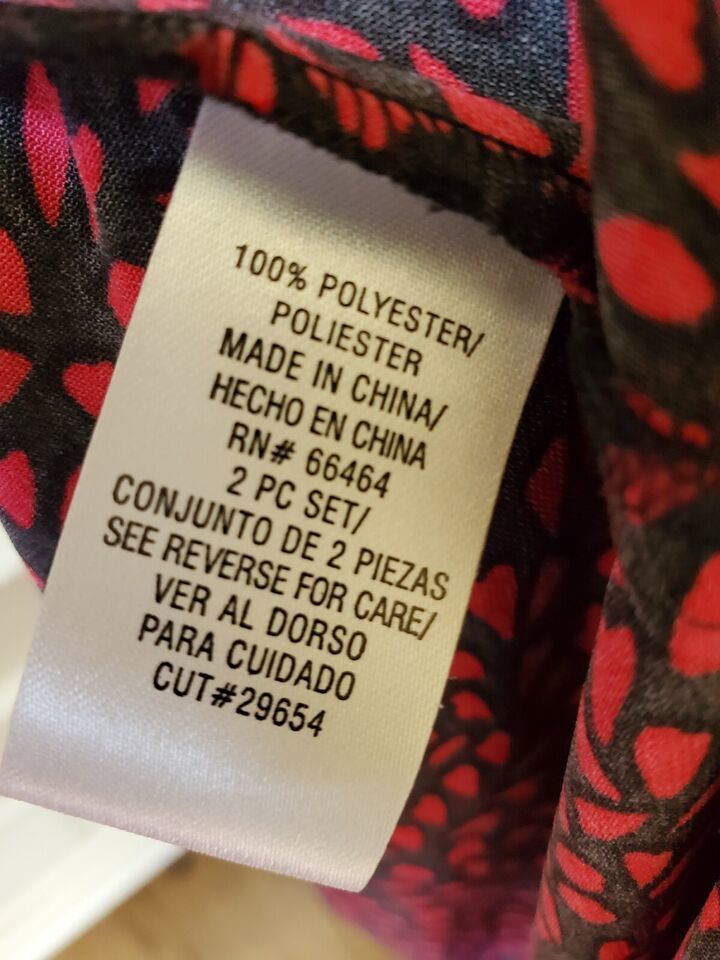 100% POLYESTER/
POLIESTER
MADE IN CHINA/
HECHO EN CHINA
RN# 66464
2 PC SET/
CONJUNTO DE 2 PIEZAS
SEE REVERSE FOR CARE/
VER AL DORSO
PARA CUIDADO
CUT#29654